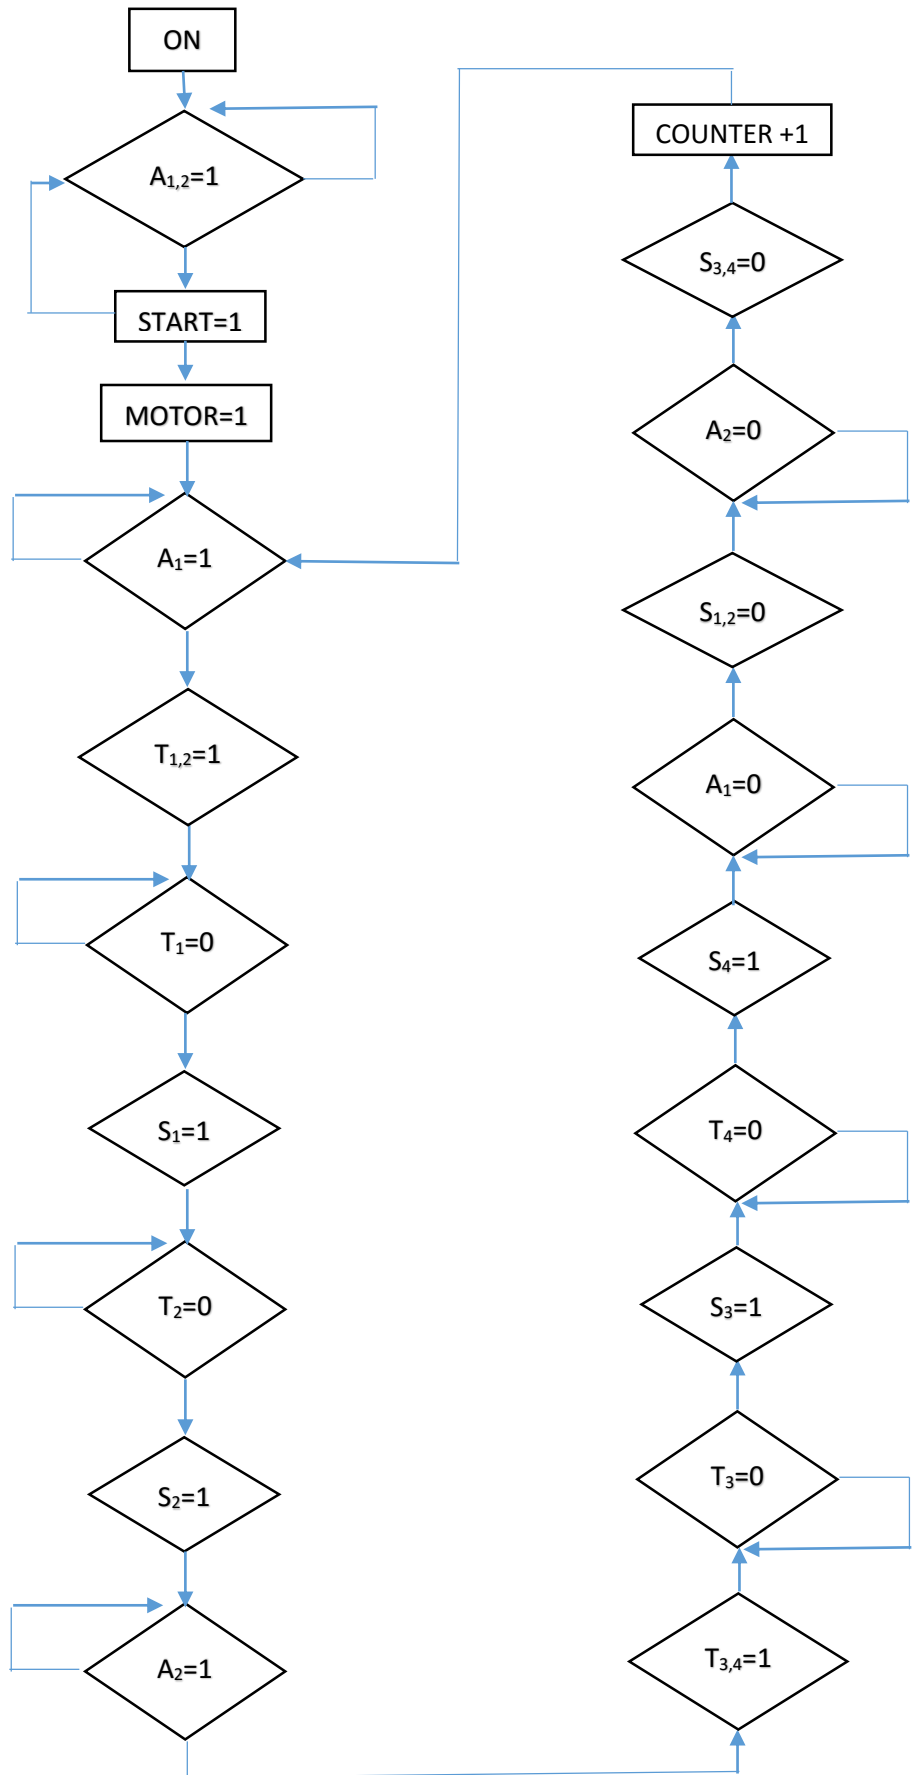 ON
A₁,₂=1
START=1
MOTOR=1
A₁=1
T₁,₂=1
T₁=0
S₁=1
T₂=0
S₂=1
A₂=1
T₃,₄=1
T₃=0
S₃=1
T₄=0
S₄=1
A₁=0
S₁,₂=0
A₂=0
S₃,₄=0
COUNTER +1